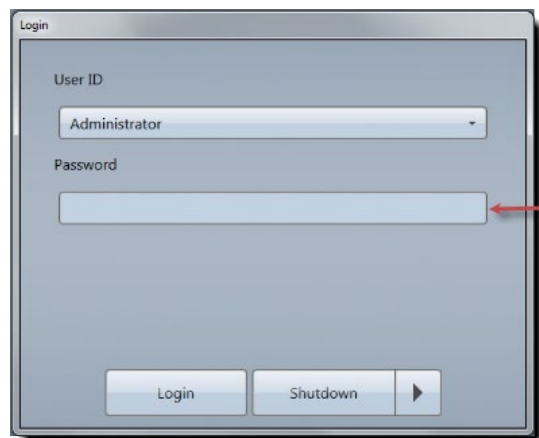 Login
User ID
Administrator
Password
Login Shutdown